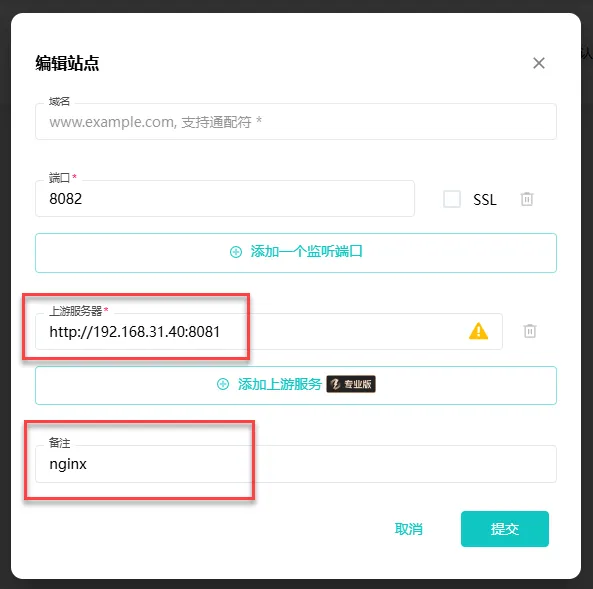 编辑站点
域名
www.example.com, 支持通配符 *
端口*
8082
SSL
添加一个监听端口
上游服务器*
http://192.168.31.40:8081
添加上游服务 专业版
备注
nginx
取消
提交